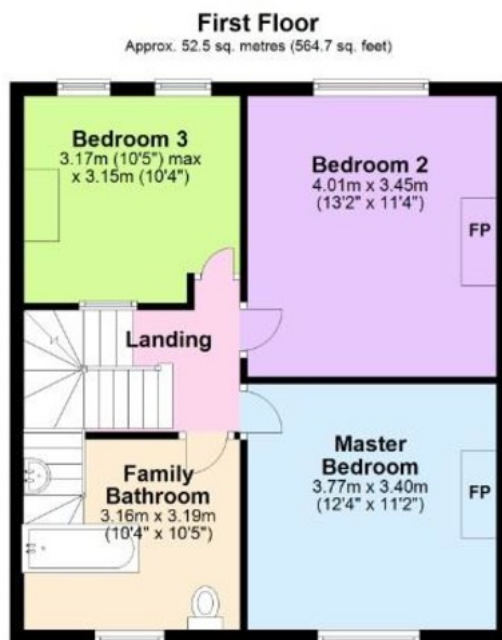 First Floor
Approx. 52.5 sq. metres (564.7 sq. feet)
Bedroom 3
3.17m (10'5") max
x 3.15m (10'4")
Bedroom 2
4.01m x 3.45m
(13'2" x 11'4")
FP
Landing
Master
Bedroom
3.77m x 3.40m
(12'4" x 11'2")
FP
Family
Bathroom
3.16m x 3.19m
(10'4" x 10'5")